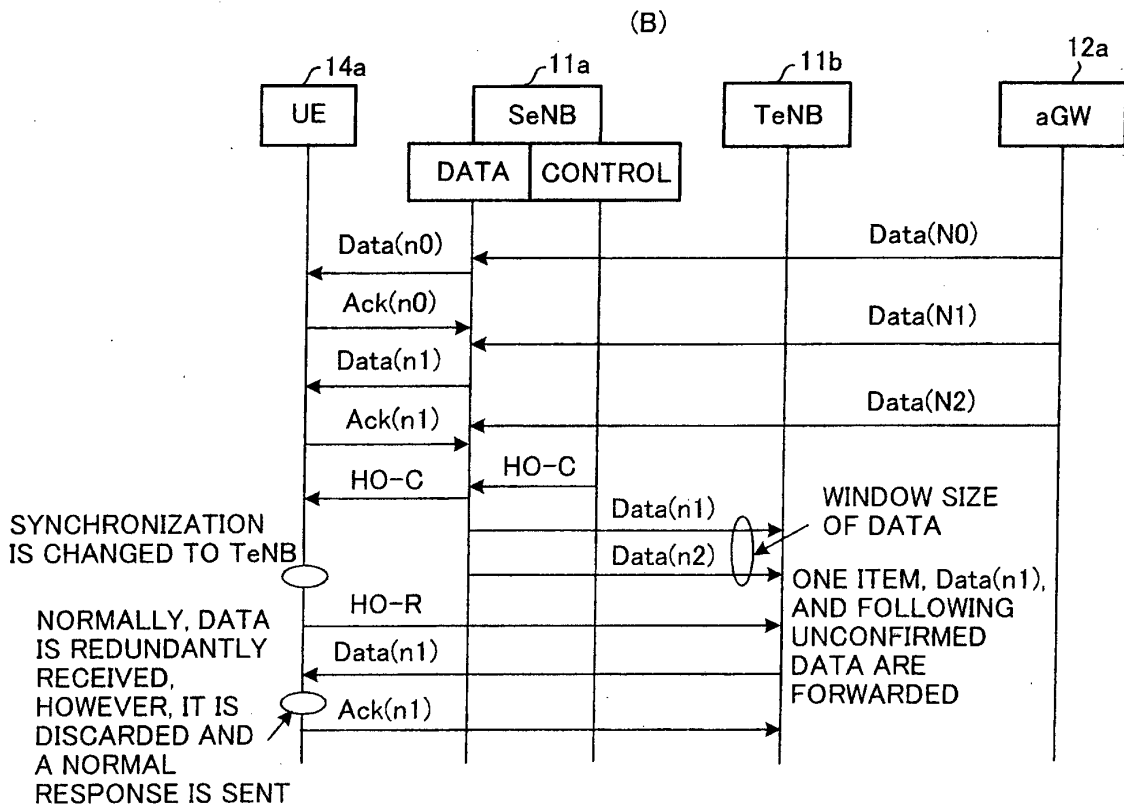 (B)
14a
11a
11b
12a
UE
SeNB
TeNB
aGW
DATA
CONTROL
Data(n0)
Data(N0)
Ack(n0)
Data(N1)
Data(n1)
Data(N2)
Ack(n1)
HO-C
HO-C
SYNCHRONIZATION
IS CHANGED TO TeNB
Data(n1)
Data(n2)
WINDOW SIZE
OF DATA
ONE ITEM, Data(n1),
AND FOLLOWING
UNCONFIRMED
DATA ARE
FORWARDED
HO-R
NORMALLY, DATA
IS REDUNDANTLY
RECEIVED,
HOWEVER, IT IS
DISCARDED AND
A NORMAL
RESPONSE IS SENT
Data(n1)
Ack(n1)